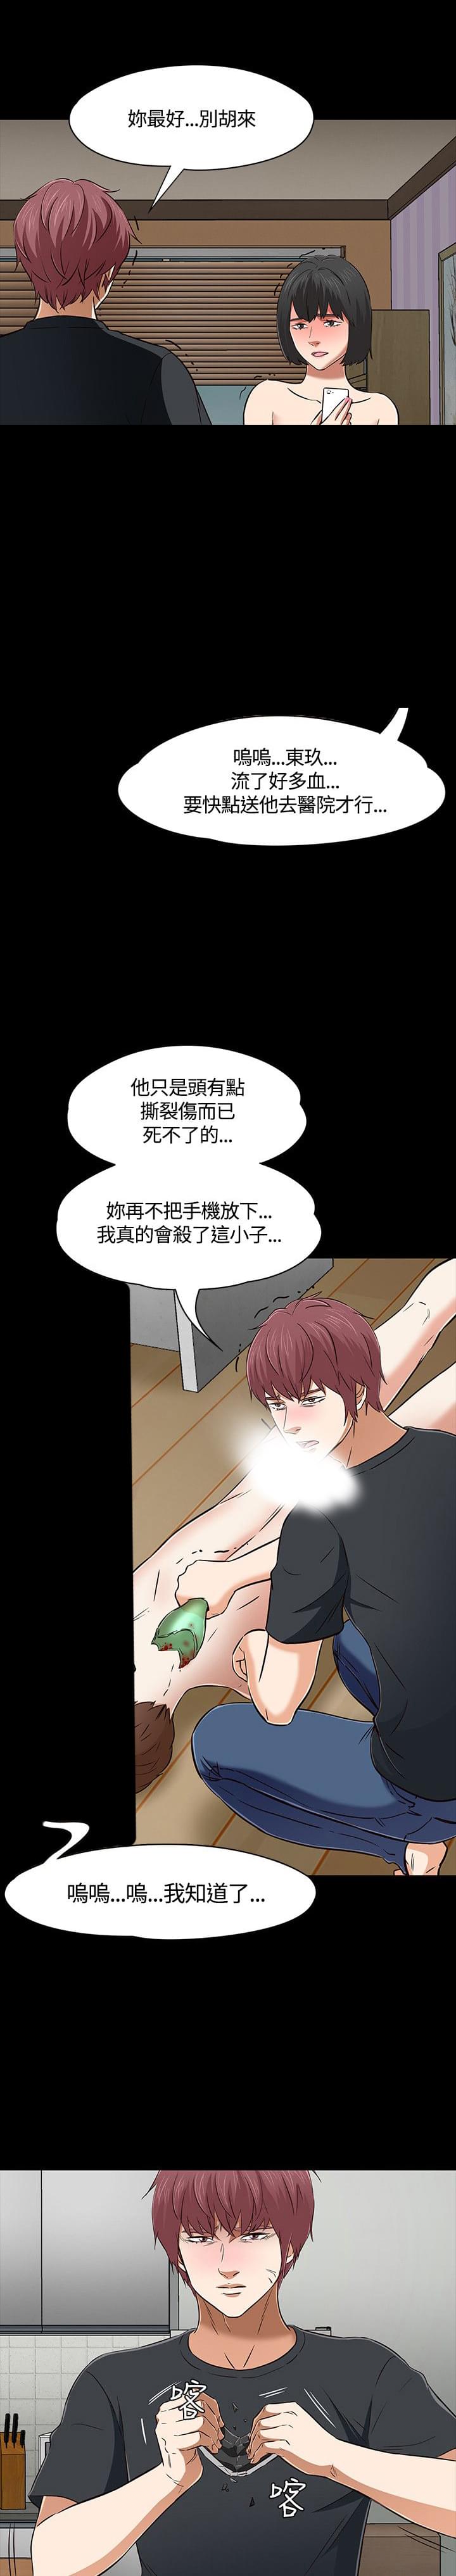 妳最好...別胡來
嗚嗚...東玖...
流了好多血...
要快點送他去醫院才行...
他只是頭有點
撕裂傷而已
死不了的...
妳再不把手機放下...
我真的會殺了這小子...
嗚嗚...嗚...我知道了...
喀
喀